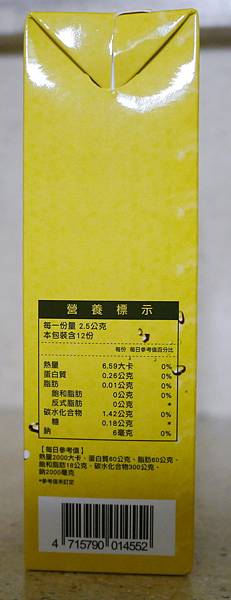 營養標示
每一份量 2.5公克
本包裝含12份
每份 每日參考值百分比
熱量 6.59大卡 0%
蛋白質 0.26公克 0%
脂肪 0.01公克 0%
飽和脂肪 0公克 0%
反式脂肪 0公克 *
碳水化合物 1.42公克 0%
糖 0.18公克 *
鈉 6毫克 0%
【每日參考值】
熱量2000大卡、蛋白質60公克、脂肪60公克、
飽和脂肪18公克、碳水化合物300公克、
鈉2000毫克
*參考值未訂定
4 715790 014552